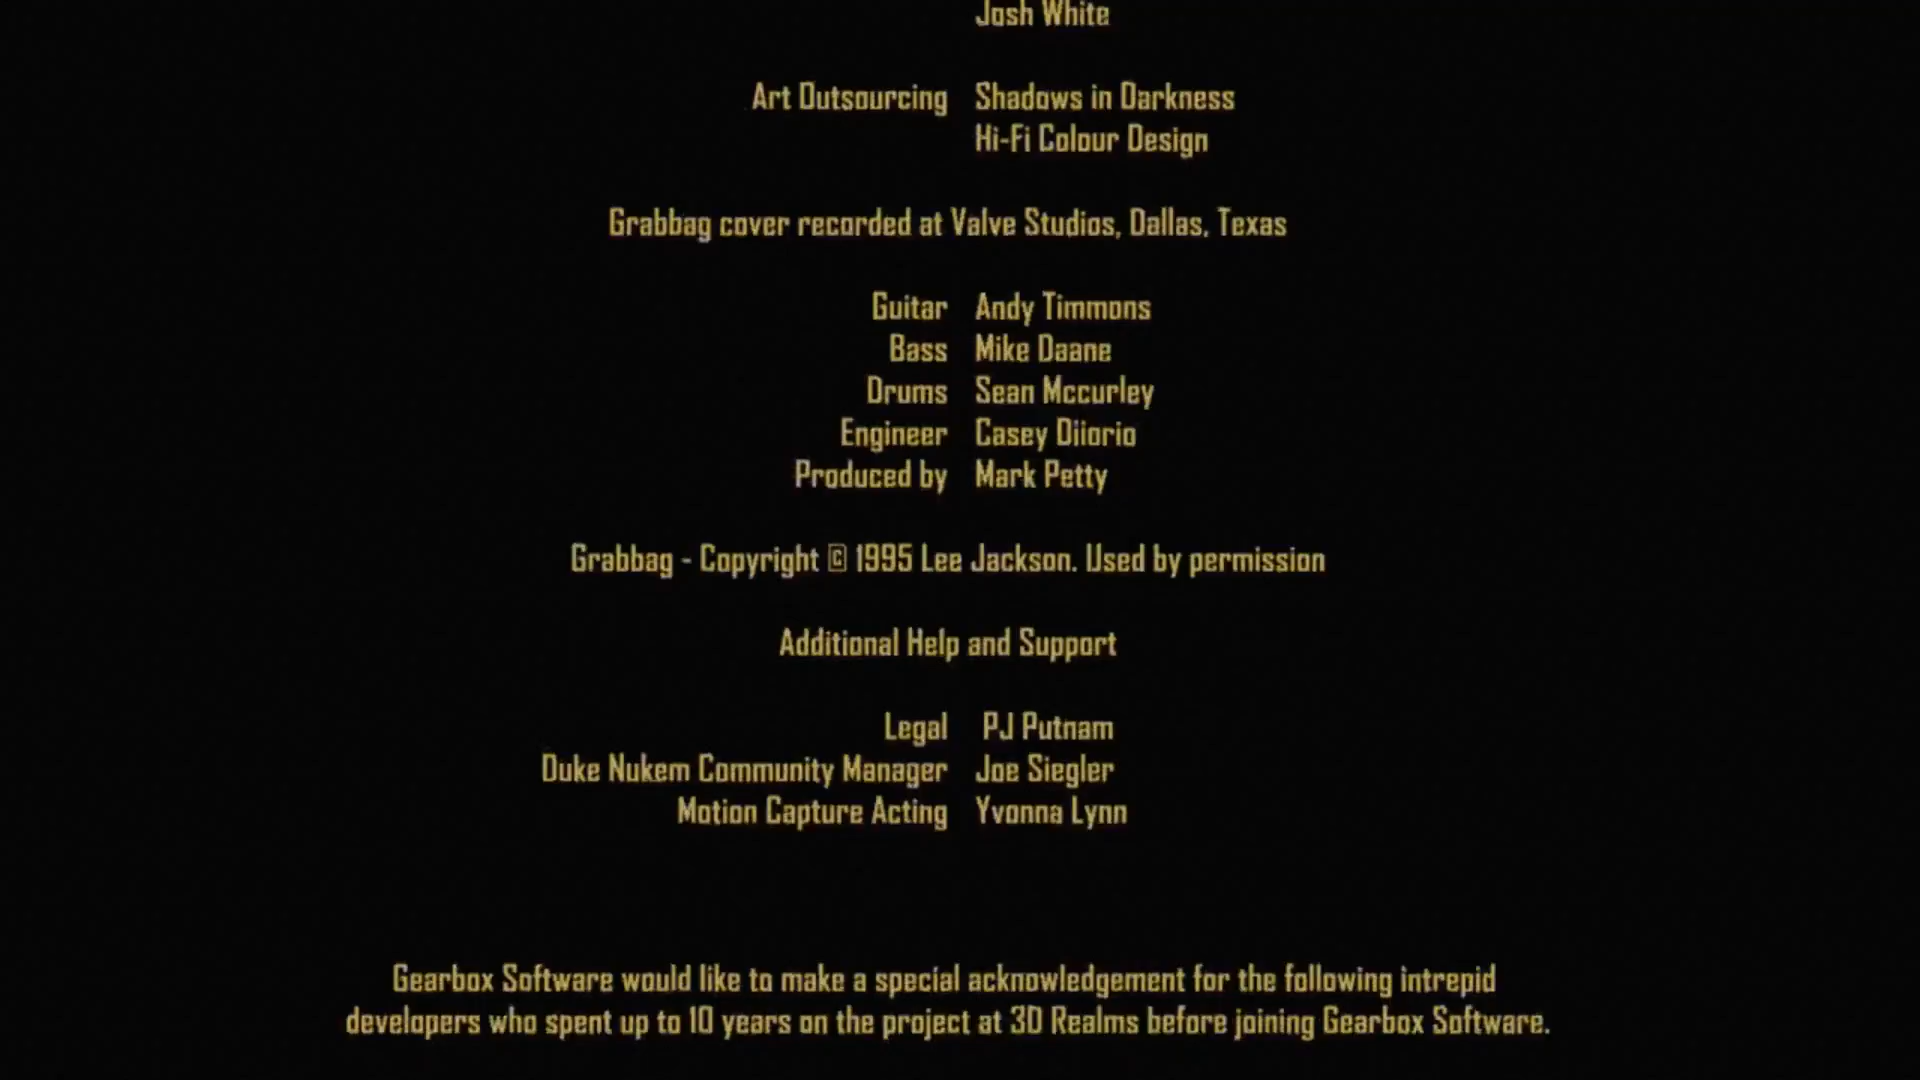 Josh White
Art Outsourcing Shadows in Darkness
Hi-Fi Colour Design
Grabbag cover recorded at Valve Studios, Dallas, Texas
Guitar Andy Timmons
Bass Mike Daane
Drums Sean Mccurley
Engineer Casey Diiorio
Produced by Mark Petty
Grabbag - Copyright © 1995 Lee Jackson. Used by permission
Additional Help and Support
Legal PJ Putnam
Duke Nukem Community Manager Joe Siegler
Motion Capture Acting Yvonna Lynn
Gearbox Software would like to make a special acknowledgement for the following intrepid
developers who spent up to 10 years on the project at 3D Realms before joining Gearbox Software.